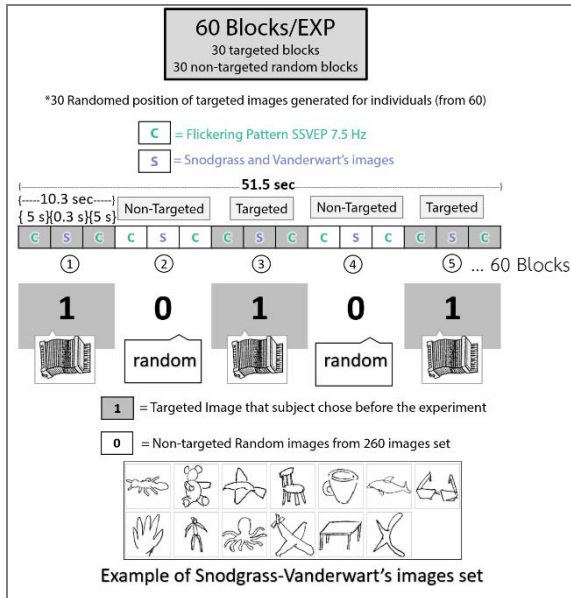 60 Blocks/EXP
30 targeted blocks
30 non-targeted random blocks
*30 Randomed position of targeted images generated for individuals (from 60)
C = Flickering Pattern SSVEP 7.5 Hz
S = Snodgrass and Vanderwart's images
{-----51.5 sec-----}
{----10.3 sec----}
{ 5 s}{0.3 s}{5 s} Non-Targeted Targeted Non-Targeted Targeted
C S C C S C C S C C S C C S C
1 2 3 4 5 ... 60 Blocks
1 0 1 0 1
random random
1 = Targeted Image that subject chose before the experiment
0 = Non-targeted Random images from 260 images set
Example of Snodgrass-Vanderwart's images set